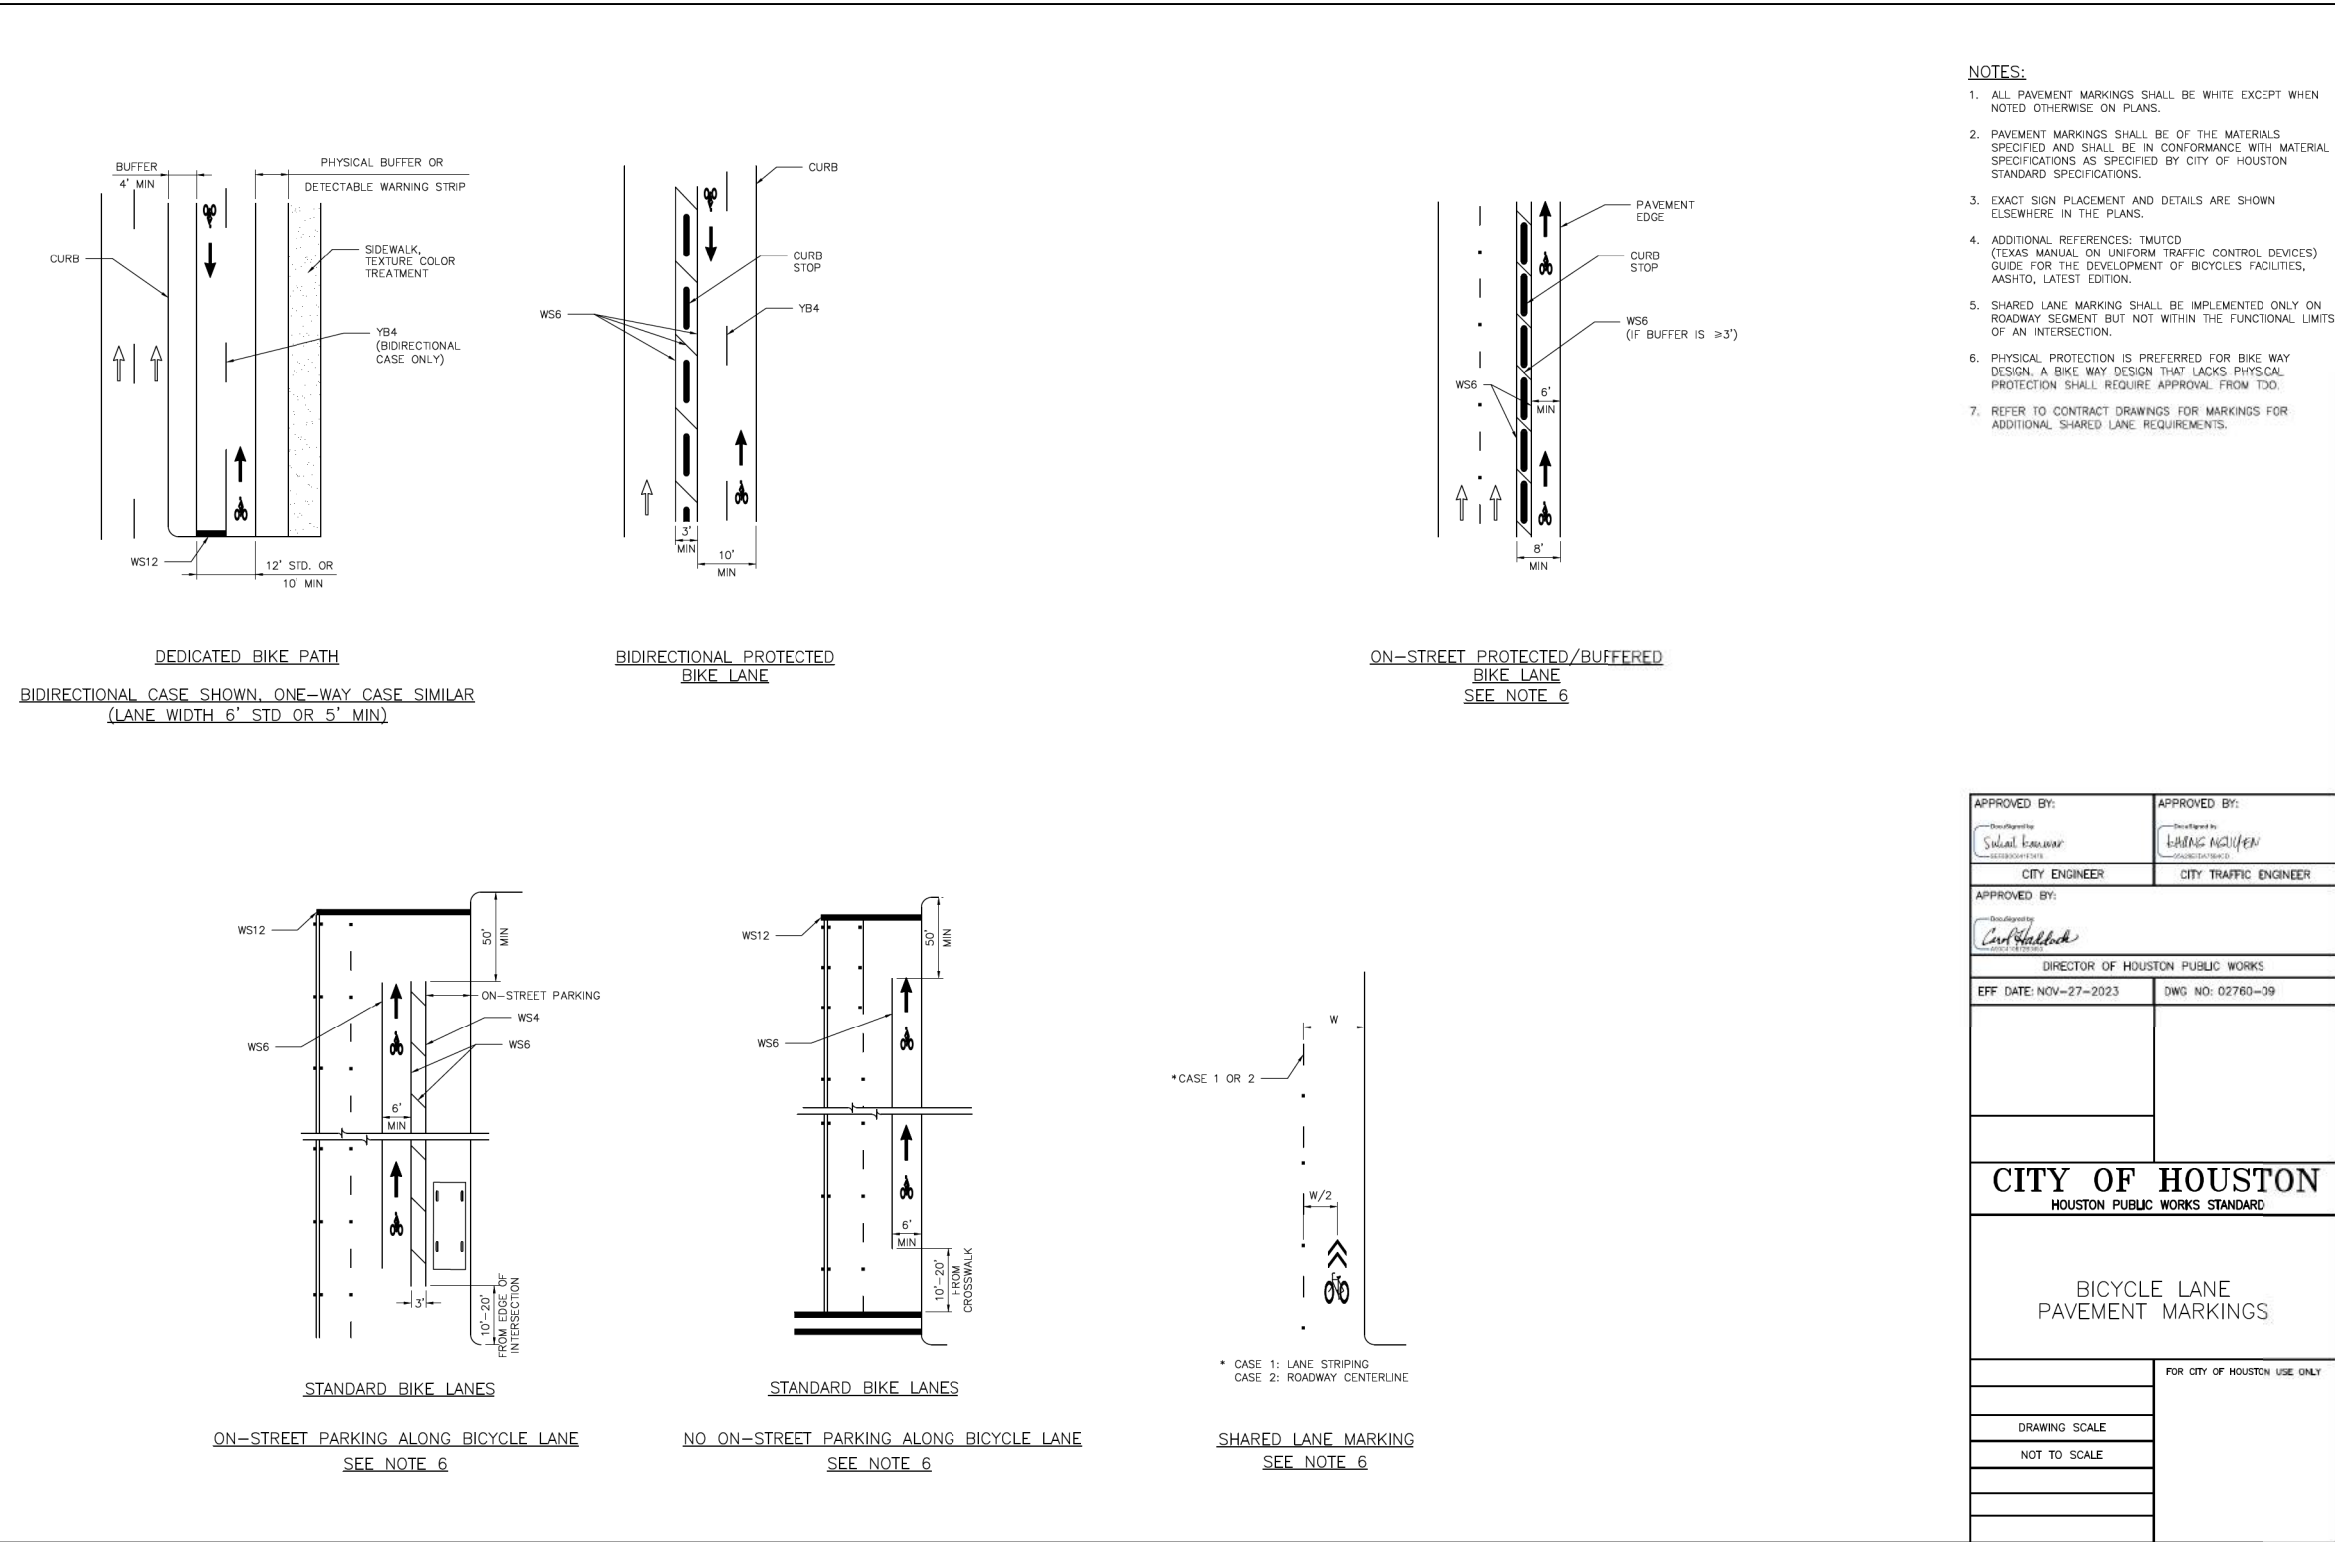 NOTES:
1. ALL PAVEMENT MARKINGS SHALL BE WHITE EXCEPT WHEN
NOTED OTHERWISE ON PLANS.
2. PAVEMENT MARKINGS SHALL BE OF THE MATERIALS
SPECIFIED AND SHALL BE IN CONFORMANCE WITH MATERIAL
SPECIFICATIONS AS SPECIFIED BY CITY OF HOUSTON
STANDARD SPECIFICATIONS.
3. EXACT SIGN PLACEMENT AND DETAILS ARE SHOWN
ELSEWHERE IN THE PLANS.
4. ADDITIONAL REFERENCES: TMUTCD
(TEXAS MANUAL ON UNIFORM TRAFFIC CONTROL DEVICES)
GUIDE FOR THE DEVELOPMENT OF BICYCLES FACILITIES,
AASHTO, LATEST EDITION.
5. SHARED LANE MARKING SHALL BE IMPLEMENTED ONLY ON
ROADWAY SEGMENT BUT NOT WITHIN THE FUNCTIONAL LIMITS
OF AN INTERSECTION.
6. PHYSICAL PROTECTION IS PREFERRED FOR BIKE WAY
DESIGN. A BIKE WAY DESIGN THAT LACKS PHYSCAL
PROTECTION SHALL REQUIRE APPROVAL FROM TDO.
7. REFER TO CONTRACT DRAWINGS FOR MARKINGS FOR
ADDITIONAL SHARED LANE REQUIREMENTS.
BUFFER
4' MIN
PHYSICAL BUFFER OR
DETECTABLE WARNING STRIP
CURB
SIDEWALK,
TEXTURE COLOR
TREATMENT
YB4
(BIDIRECTIONAL
CASE ONLY)
WS12
12' STD. OR
10' MIN
DEDICATED BIKE PATH
BIDIRECTIONAL CASE SHOWN, ONE-WAY CASE SIMILAR
(LANE WIDTH 6' STD OR 5' MIN)
CURB
CURB
STOP
WS6
YB4
3'
MIN
10'
MIN
BIDIRECTIONAL PROTECTED
BIKE LANE
PAVEMENT
EDGE
CURB
STOP
WS6
(IF BUFFER IS ≥3')
WS6
6'
MIN
8'
MIN
ON-STREET PROTECTED/BUFFERED
BIKE LANE
SEE NOTE 6
WS12
50'
MIN
ON-STREET PARKING
WS4
WS6
WS6
6'
MIN
3'
10'-20'
FROM EDGE OF
INTERSECTION
STANDARD BIKE LANES
ON-STREET PARKING ALONG BICYCLE LANE
SEE NOTE 6
WS12
50'
MIN
WS6
6'
MIN
10'-20'
FROM
CROSSWALK
STANDARD BIKE LANES
NO ON-STREET PARKING ALONG BICYCLE LANE
SEE NOTE 6
W
*CASE 1 OR 2
W/2
* CASE 1: LANE STRIPING
CASE 2: ROADWAY CENTERLINE
SHARED LANE MARKING
SEE NOTE 6
APPROVED BY:
DocuSigned by:
CITY ENGINEER
APPROVED BY:
DocuSigned by:
KHANG NGUYEN
CITY TRAFFIC ENGINEER
APPROVED BY:
DocuSigned by:
Carol Haddock
DIRECTOR OF HOUSTON PUBLIC WORKS
EFF DATE: NOV-27-2023
DWG NO: 02760-09
CITY OF HOUSTON
HOUSTON PUBLIC WORKS STANDARD
BICYCLE LANE
PAVEMENT MARKINGS
FOR CITY OF HOUSTON USE ONLY
DRAWING SCALE
NOT TO SCALE